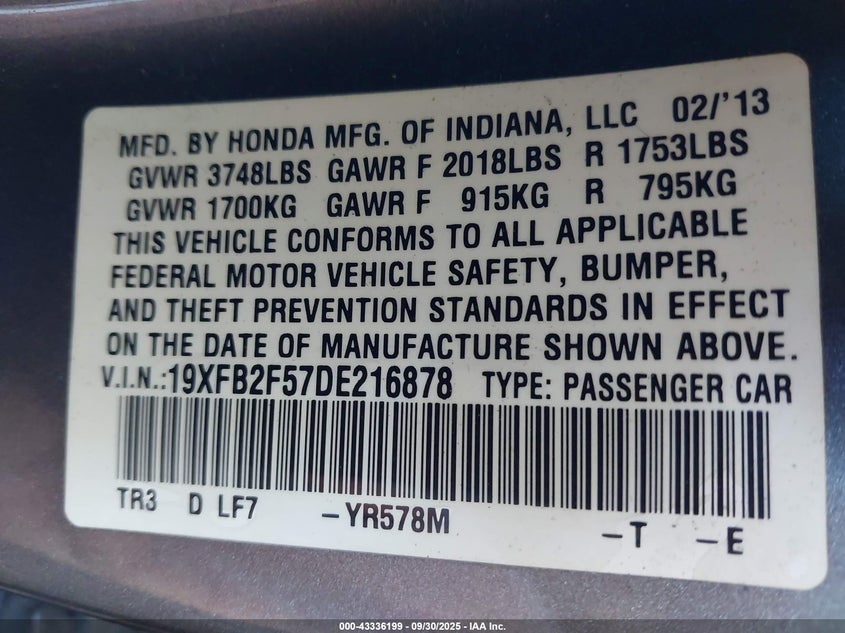 MFD. BY HONDA MFG. OF INDIANA, LLC 02/'13
GVWR 3748LBS GAWR F 2018LBS R 1753LBS
GVWR 1700KG GAWR F 915KG R 795KG
THIS VEHICLE CONFORMS TO ALL APPLICABLE
FEDERAL MOTOR VEHICLE SAFETY, BUMPER,
AND THEFT PREVENTION STANDARDS IN EFFECT
ON THE DATE OF MANUFACTURE SHOWN ABOVE.
V.I.N.:19XFB2F57DE216878 TYPE: PASSENGER CAR
TR3 D LF7 -YR578M -T -E
000-43336199 - 09/30/2025 - IAA Inc.